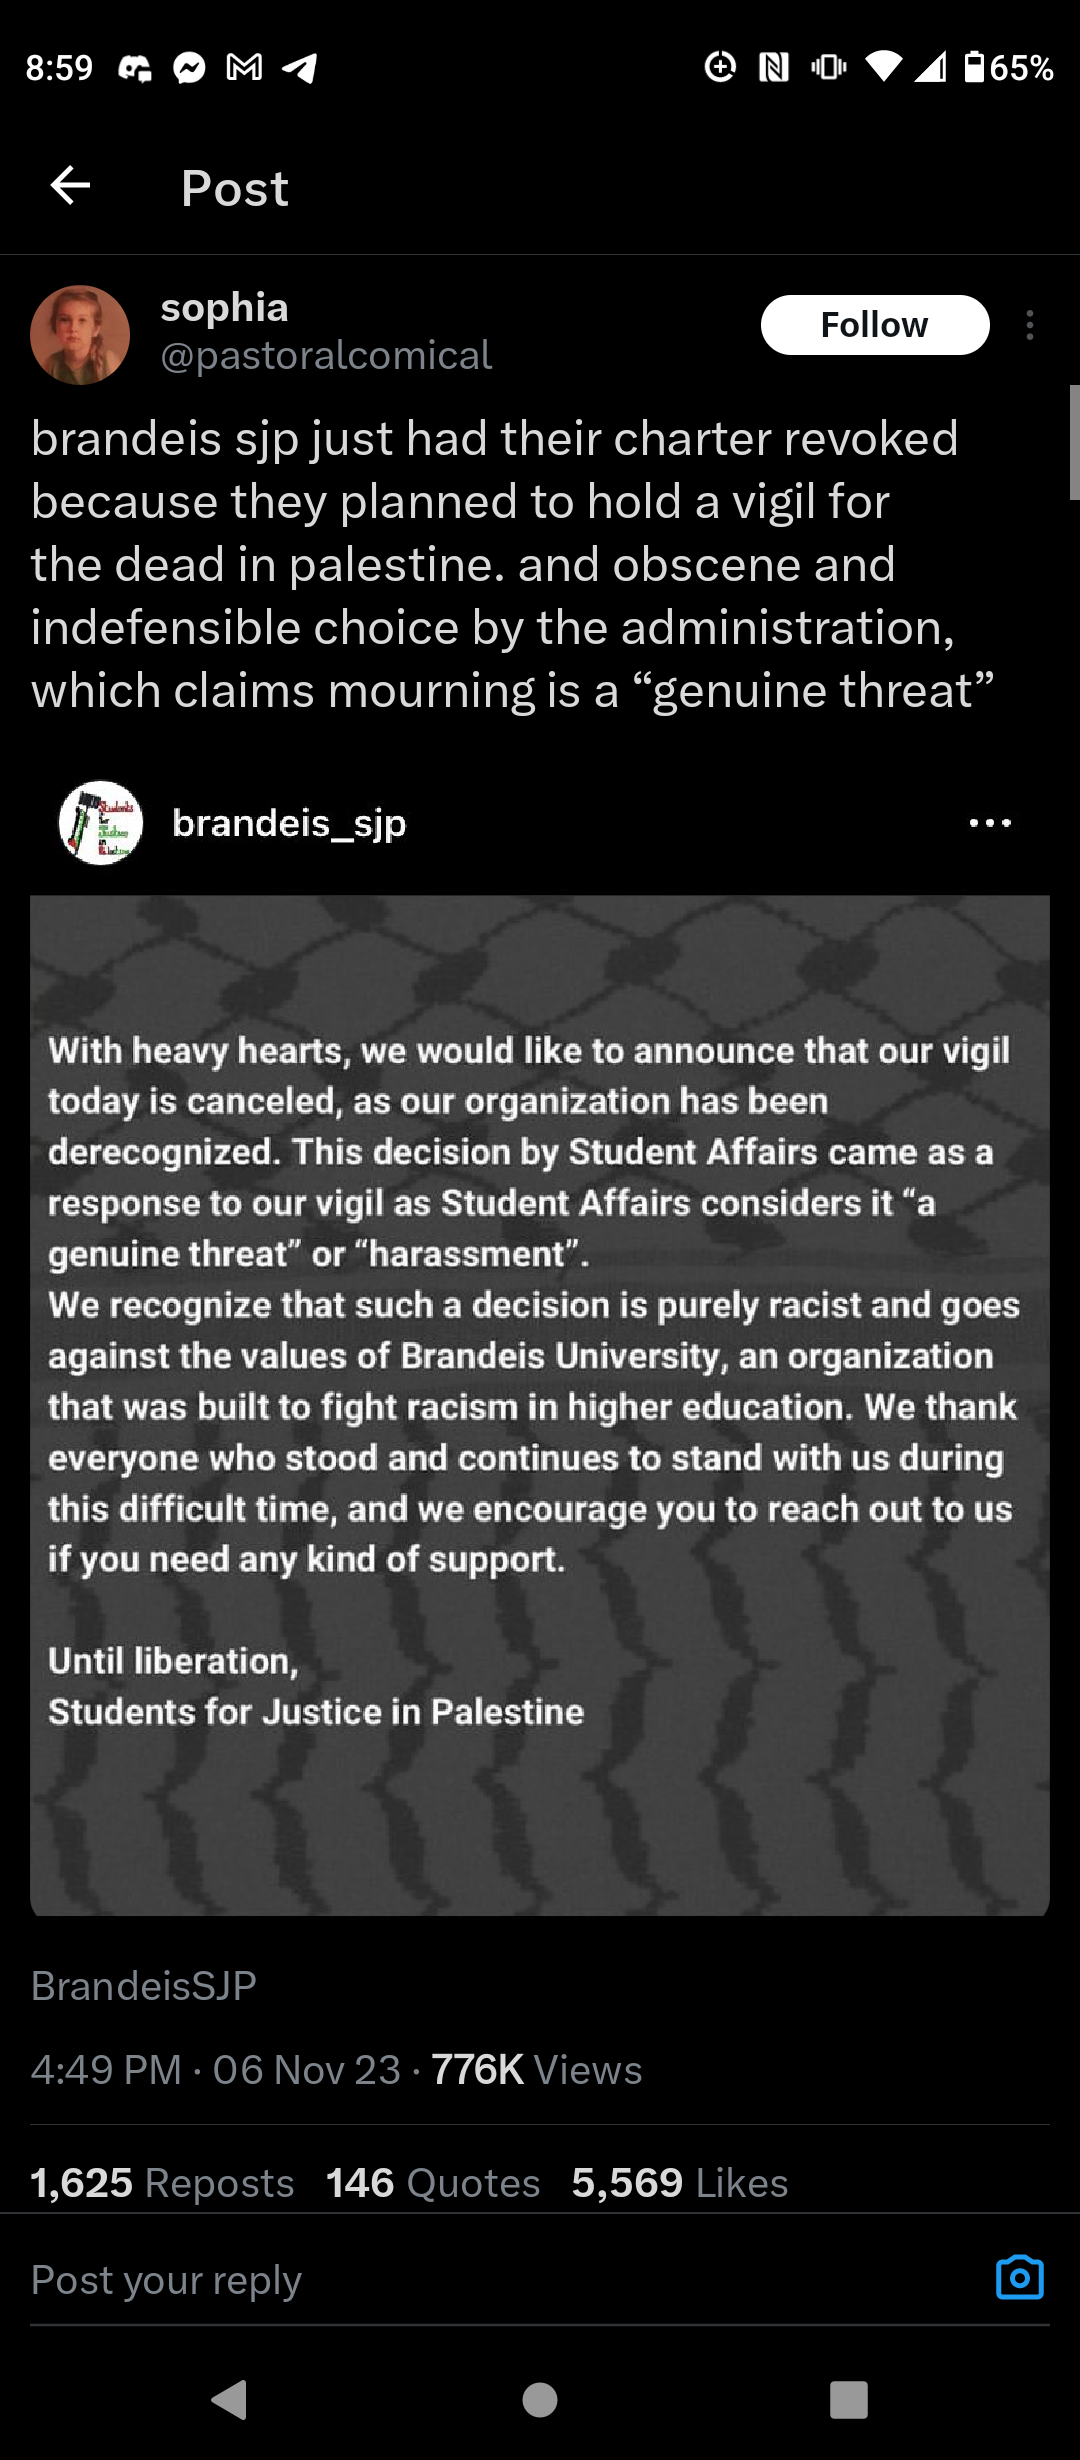 8:59
65%
Post
sophia
@pastoralcomical
Follow
brandeis sjp just had their charter revoked
because they planned to hold a vigil for
the dead in palestine. and obscene and
indefensible choice by the administration,
which claims mourning is a “genuine threat”
Students
for
Justice
in
brandeis_sjp
With heavy hearts, we would like to announce that our vigil
today is canceled, as our organization has been
derecognized. This decision by Student Affairs came as a
response to our vigil as Student Affairs considers it “a
genuine threat” or “harassment”.
We recognize that such a decision is purely racist and goes
against the values of Brandeis University, an organization
that was built to fight racism in higher education. We thank
everyone who stood and continues to stand with us during
this difficult time, and we encourage you to reach out to us
if you need any kind of support.
Until liberation,
Students for Justice in Palestine
BrandeisSJP
4:49 PM · 06 Nov 23 · 776K Views
1,625 Reposts 146 Quotes 5,569 Likes
Post your reply